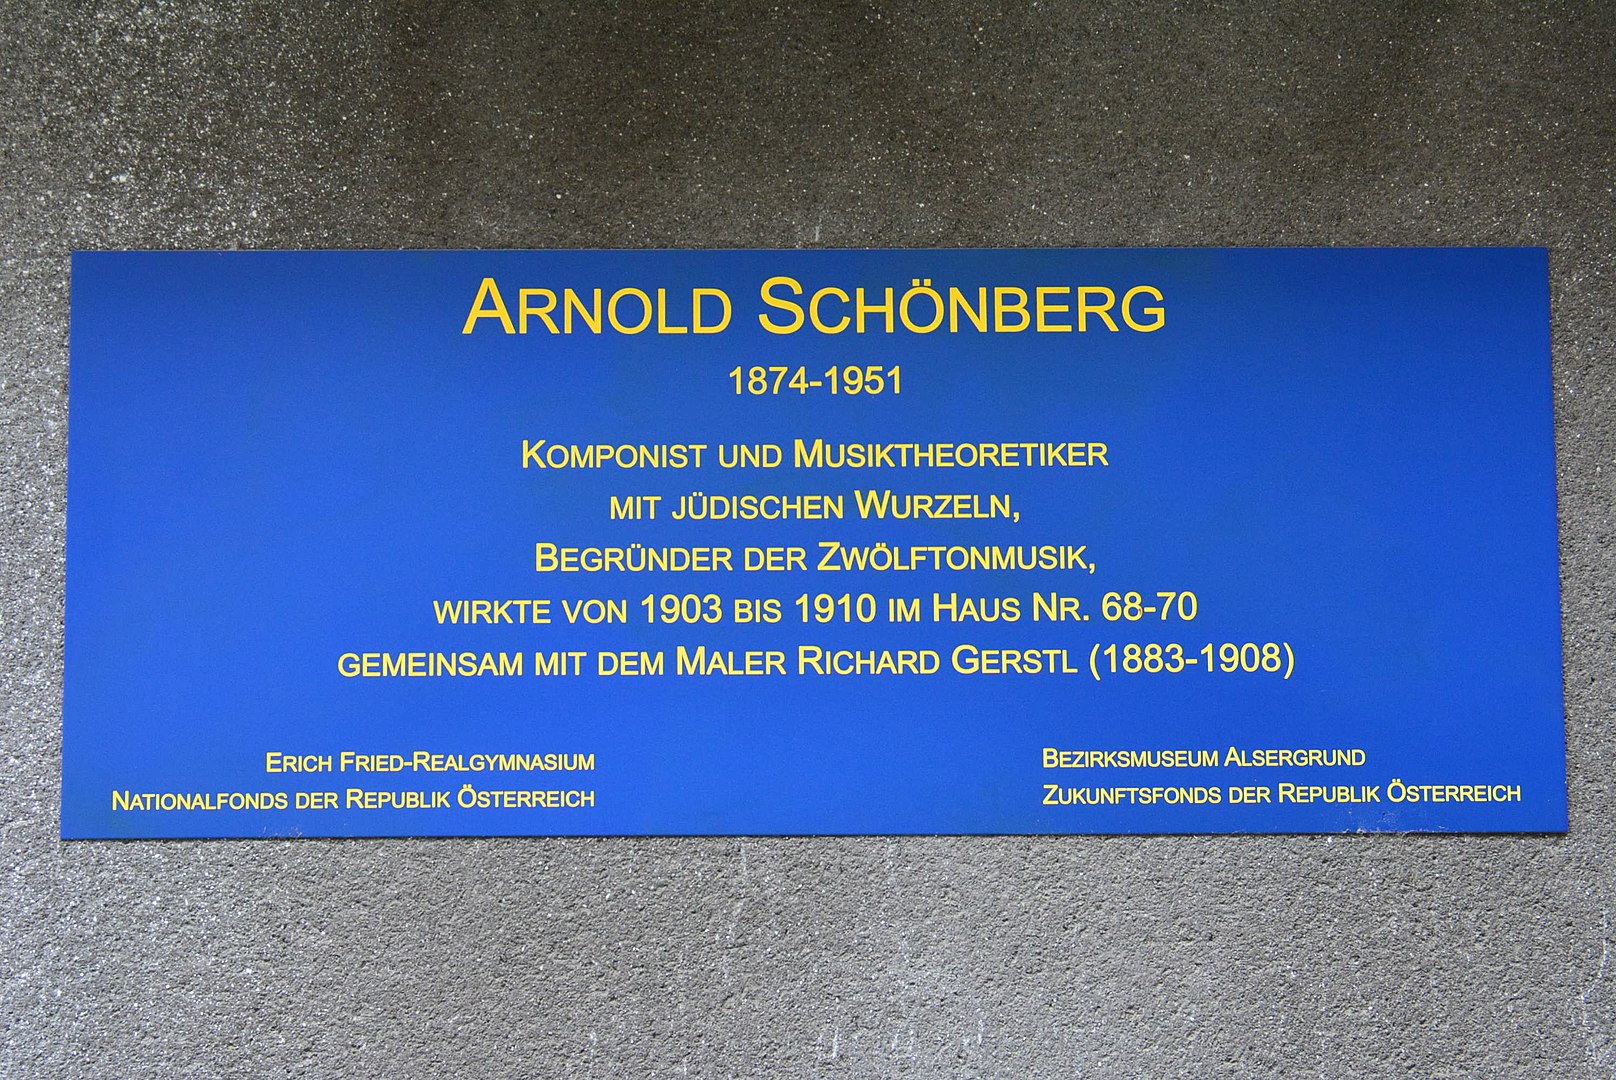 ARNOLD SCHÖNBERG
1874-1951
KOMPONIST UND MUSIKTHEORETIKER
MIT JÜDISCHEN WURZELN,
BEGRÜNDER DER ZWÖLFTONMUSIK,
WIRKTE VON 1903 BIS 1910 IM HAUS NR. 68-70
GEMEINSAM MIT DEM MALER RICHARD GERSTL (1883-1908)
ERICH FRIED-REALGYMNASIUM
NATIONALFONDS DER REPUBLIK ÖSTERREICH
BEZIRKSMUSEUM ALSERGRUND
ZUKUNFTSFONDS DER REPUBLIK ÖSTERREICH